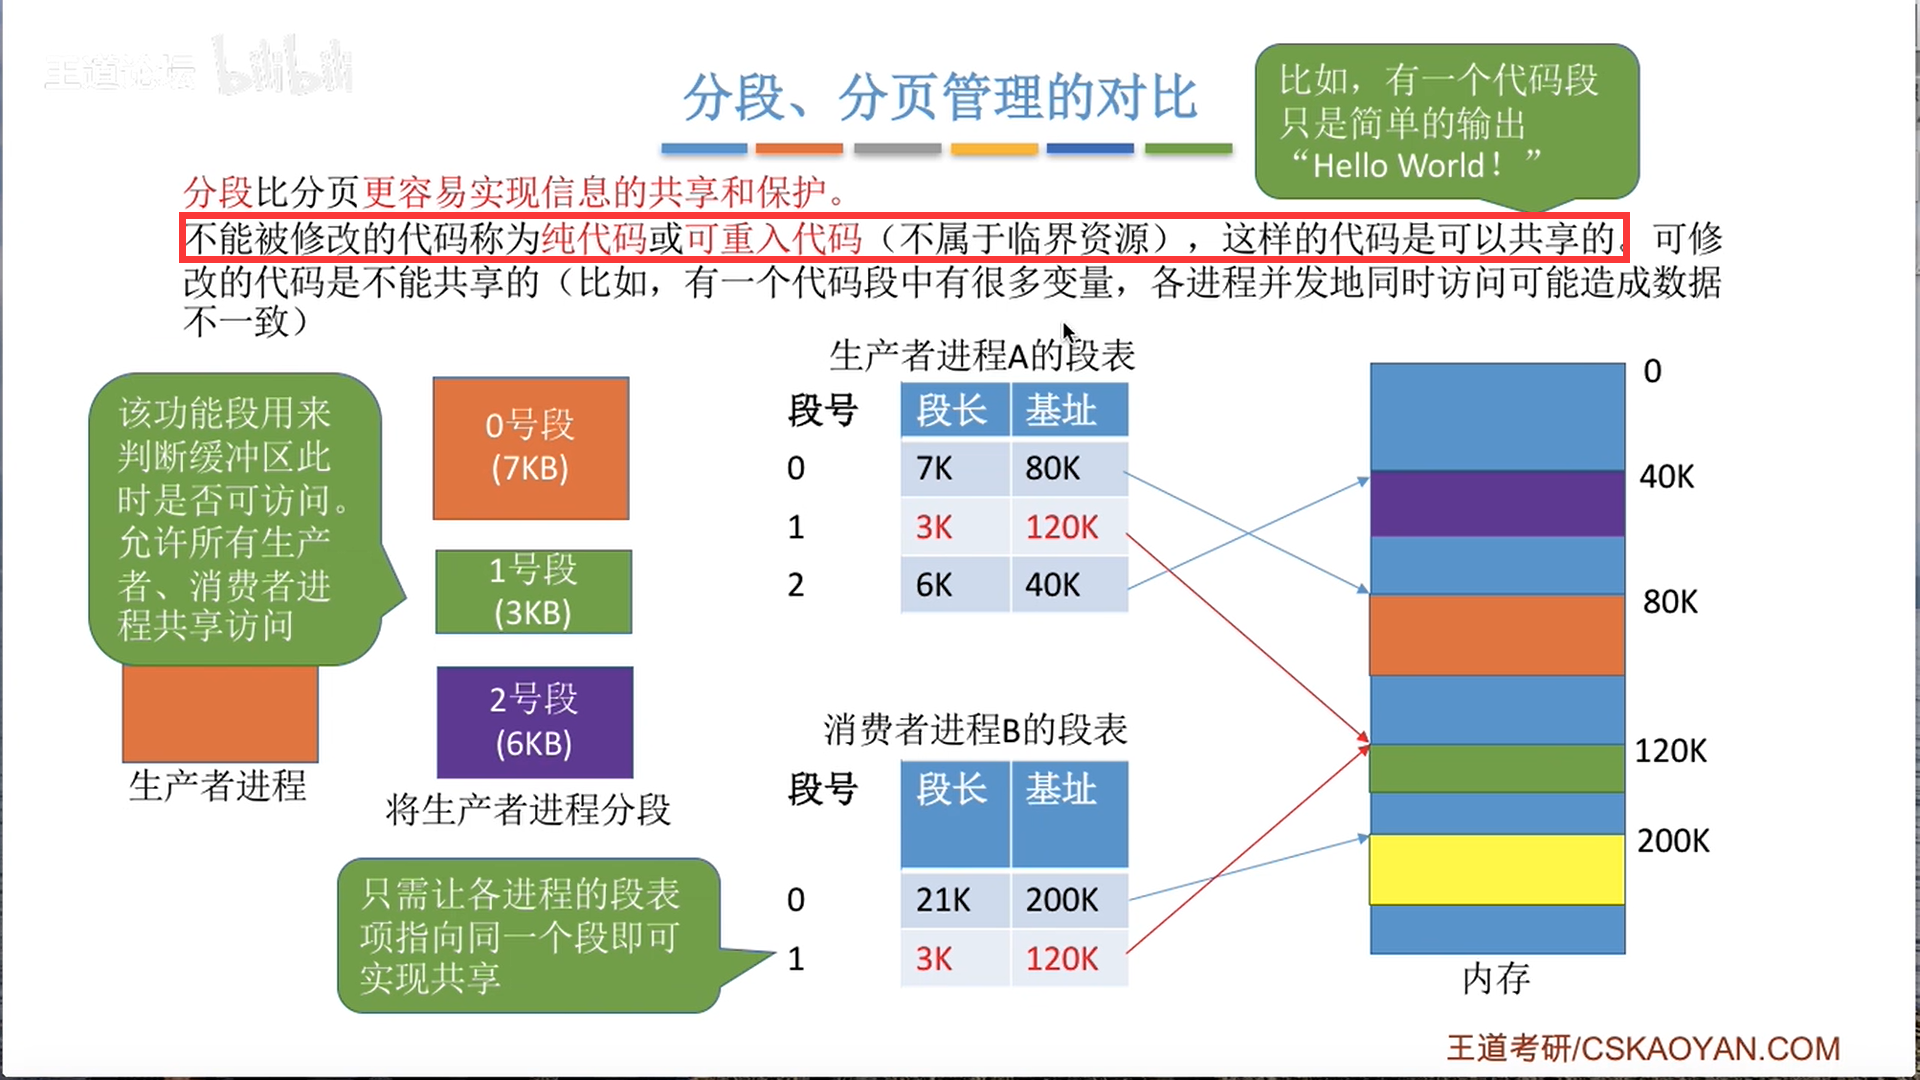 王道论坛 bilibili
分段、分页管理的对比
比如，有一个代码段
只是简单的输出
“Hello World！”
分段比分页更容易实现信息的共享和保护。
不能被修改的代码称为纯代码或可重入代码（不属于临界资源），这样的代码是可以共享的。可修
改的代码是不能共享的（比如，有一个代码段中有很多变量，各进程并发地同时访问可能造成数据
不一致）
该功能段用来
判断缓冲区此
时是否可访问。
允许所有生产
者、消费者进
程共享访问
生产者进程
0号段
(7KB)
1号段
(3KB)
2号段
(6KB)
将生产者进程分段
只需让各进程的段表
项指向同一个段即可
实现共享
生产者进程A的段表
段号 段长 基址
0 7K 80K
1 3K 120K
2 6K 40K
消费者进程B的段表
段号 段长 基址
0 21K 200K
1 3K 120K
0
40K
80K
120K
200K
内存
王道考研/CSKAOYAN.COM